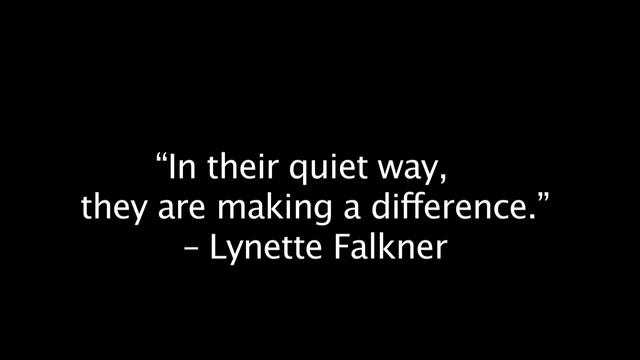 “In their quiet way,
they are making a difference.”
– Lynette Falkner